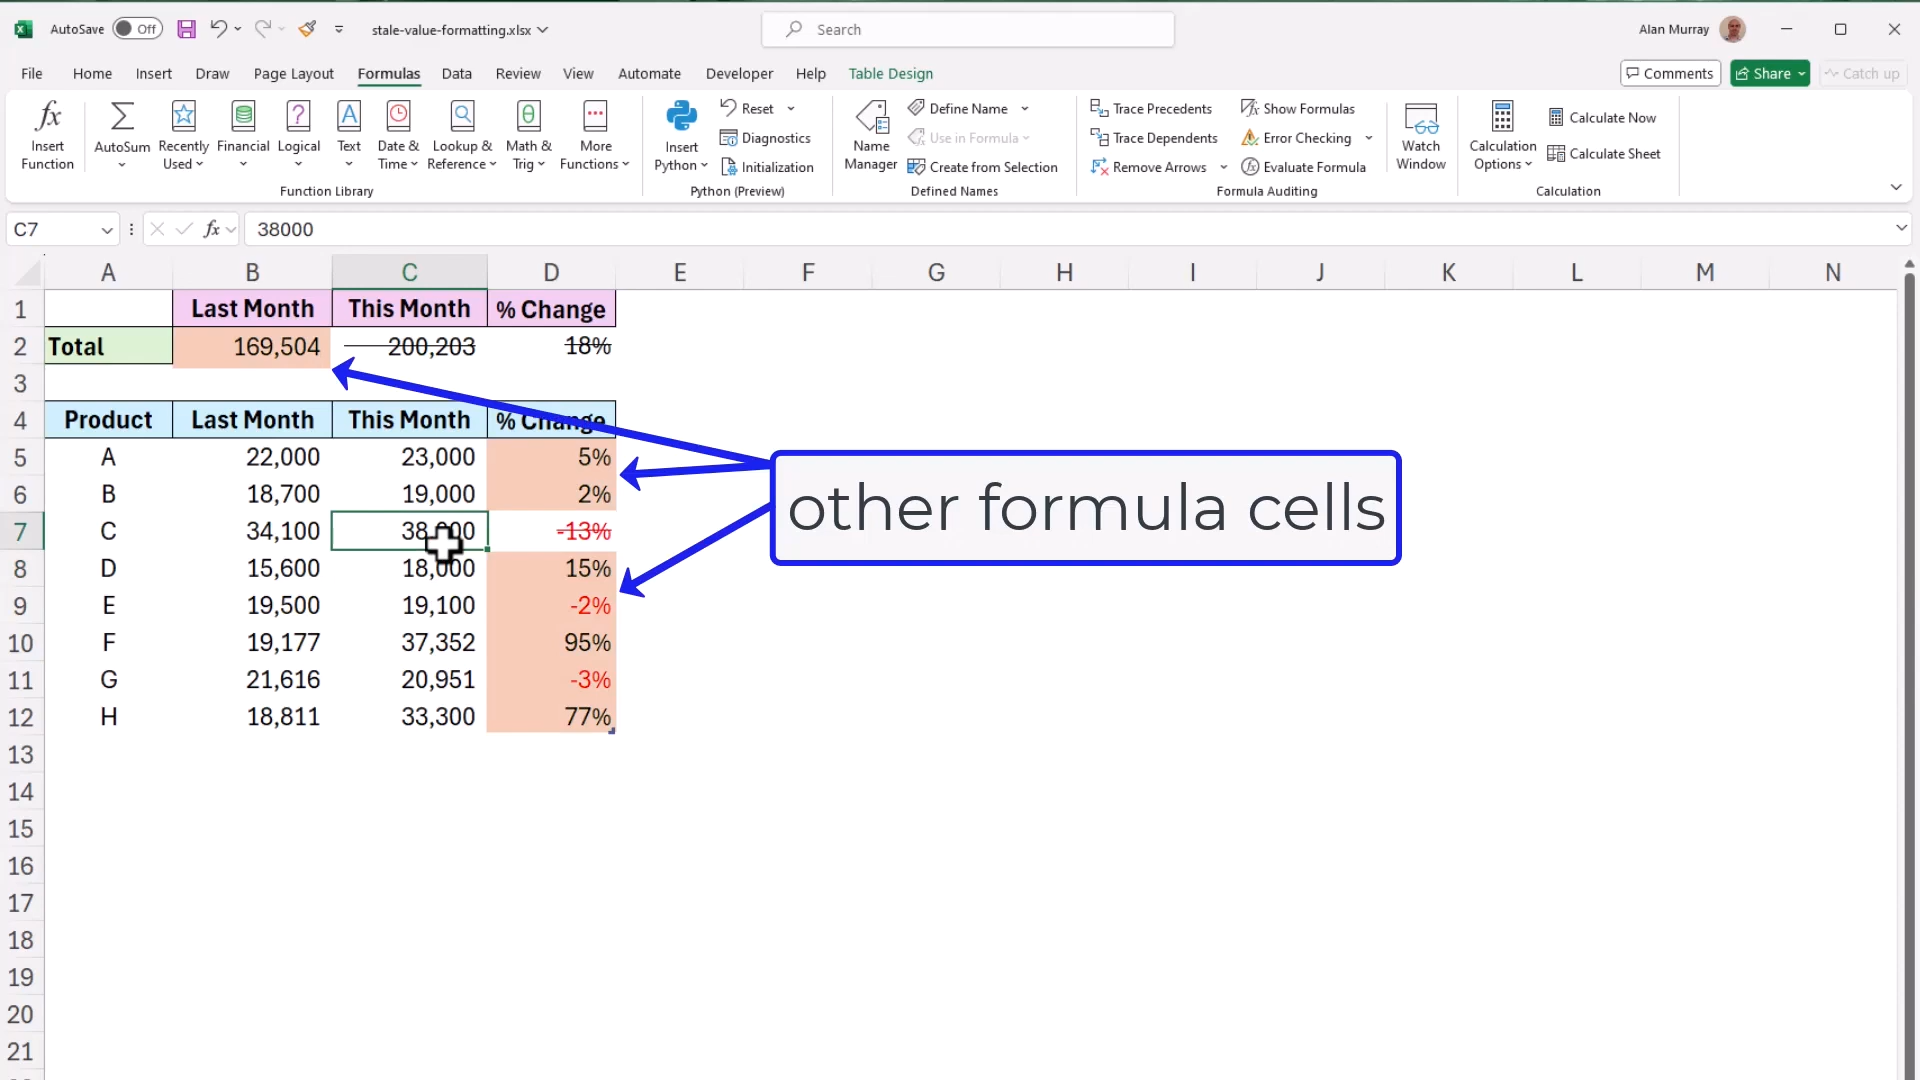 AutoSave Off stale-value-formatting.xlsx Search Alan Murray
File Home Insert Draw Page Layout Formulas Data Review View Automate Developer Help Table Design Comments Share Catch up
fx Insert Function
AutoSum
Recently Used
Financial
Logical
Text
Date & Time
Lookup & Reference
Math & Trig
More Functions
Function Library
Insert Python
Reset
Diagnostics
Initialization
Python (Preview)
Name Manager
Define Name
Use in Formula
Create from Selection
Defined Names
Trace Precedents
Trace Dependents
Remove Arrows
Show Formulas
Error Checking
Evaluate Formula
Formula Auditing
Watch Window
Calculation Options
Calculate Now
Calculate Sheet
Calculation
C7 fx 38000
A B C D E F G H I J K L M N
1 Last Month This Month % Change
2 Total 169,504 200,203 18%
3
4 Product Last Month This Month % Change
5 A 22,000 23,000 5%
6 B 18,700 19,000 2%
7 C 34,100 38,000 -13%
8 D 15,600 18,000 15%
9 E 19,500 19,100 -2%
10 F 19,177 37,352 95%
11 G 21,616 20,951 -3%
12 H 18,811 33,300 77%
13
14
15
16
17
18
19
20
21
other formula cells